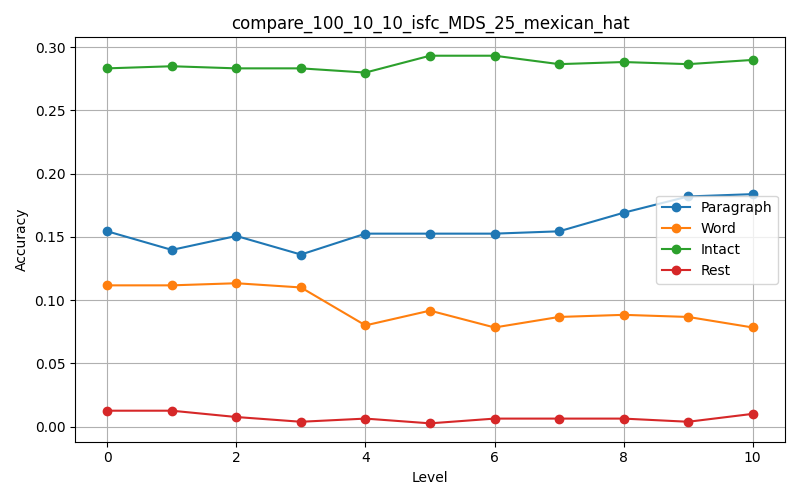 compare_100_10_10_isfc_MDS_25_mexican_hat
0.30
0.25
0.20
0.15
0.10
0.05
0.00
Accuracy
Paragraph
Word
Intact
Rest
0 2 4 6 8 10
Level